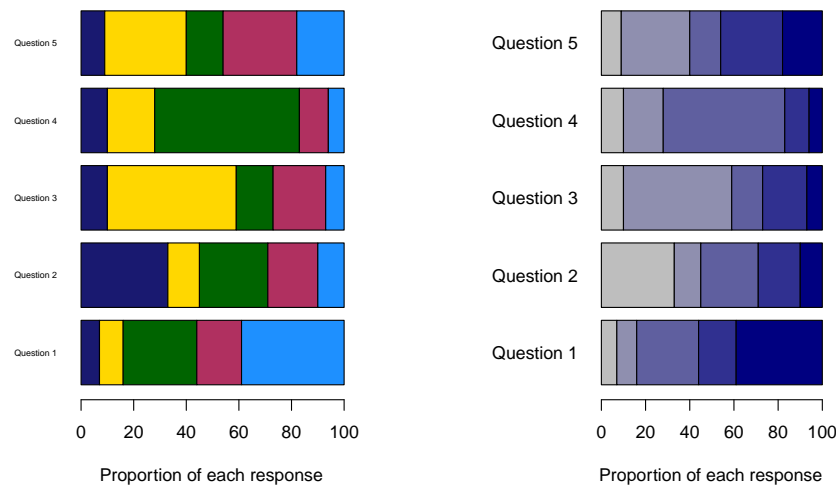 Question 5
Question 4
Question 3
Question 2
Question 1
0 20 40 60 80 100
Proportion of each response
Question 5
Question 4
Question 3
Question 2
Question 1
0 20 40 60 80 100
Proportion of each response